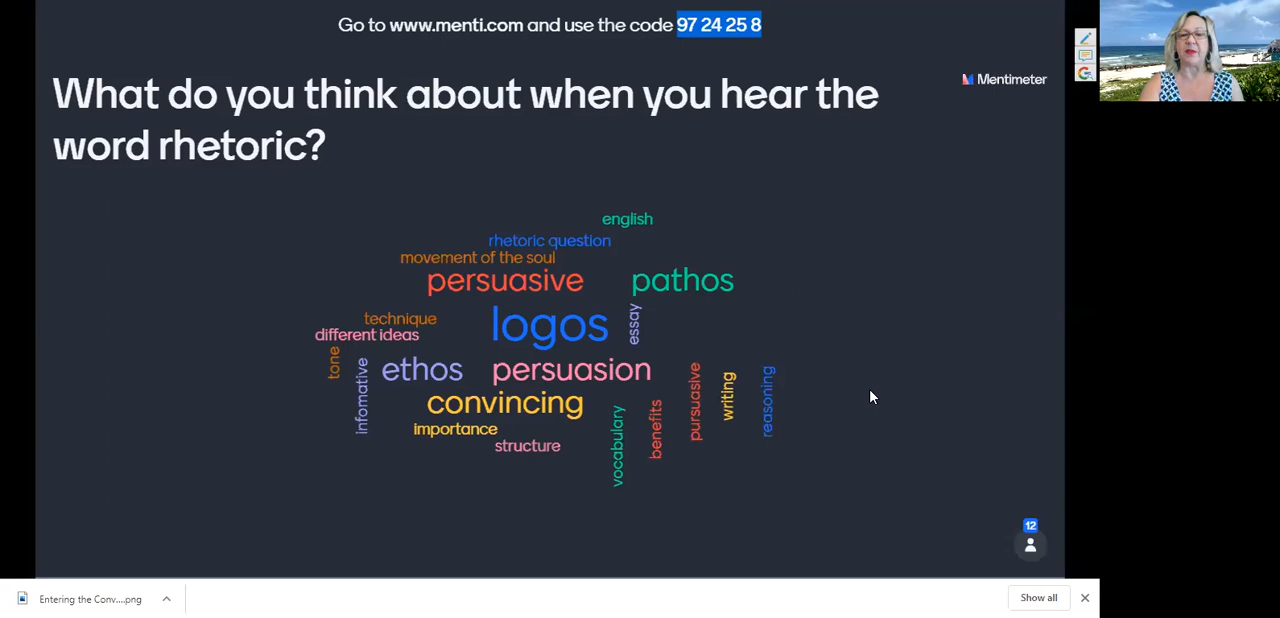 Go to www.menti.com and use the code 97 24 25 8
Mentimeter
What do you think about when you hear the
word rhetoric?
english
rhetoric question
movement of the soul
persuasive
pathos
technique
different ideas
logos
essay
tone
infomative
ethos
persuasion
convincing
importance
structure
vocabulary
benefits
pursuasive
writing
reasoning
12
Entering the Conv....png
Show all